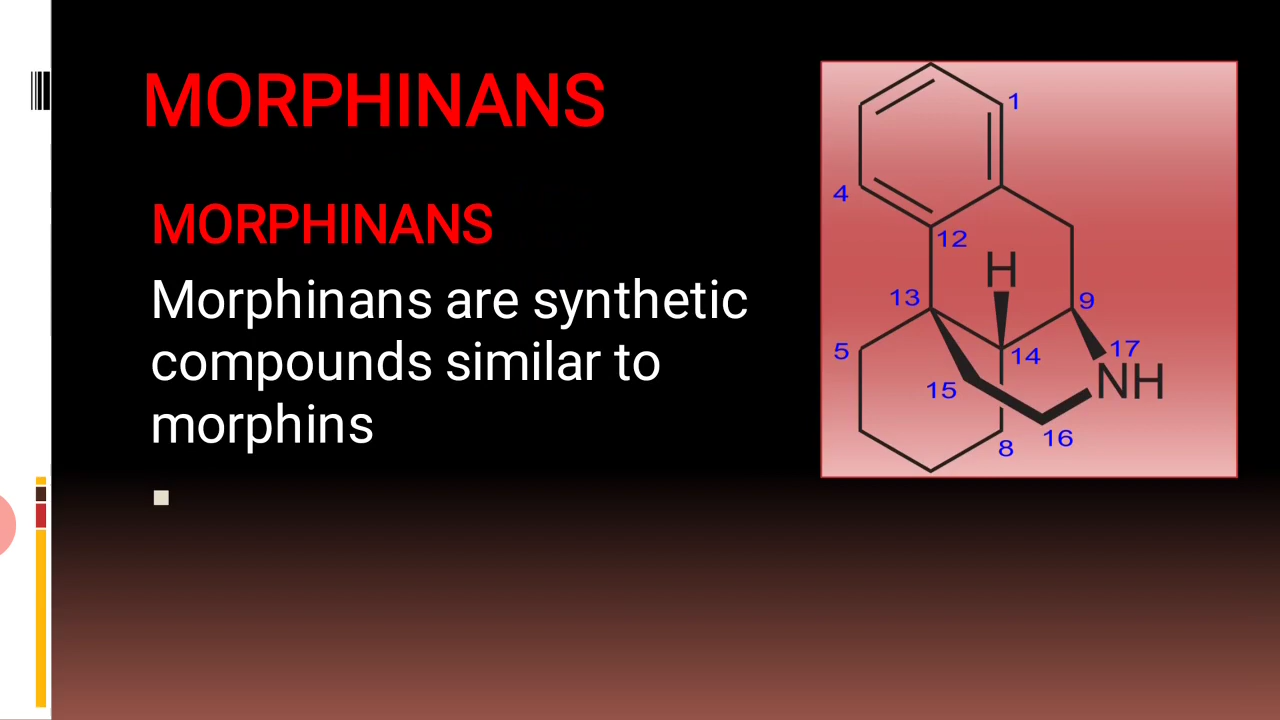 MORPHINANS
MORPHINANS
Morphinans are synthetic
compounds similar to
morphins
1
4
12
H
13
9
5
14
17
15
NH
16
8